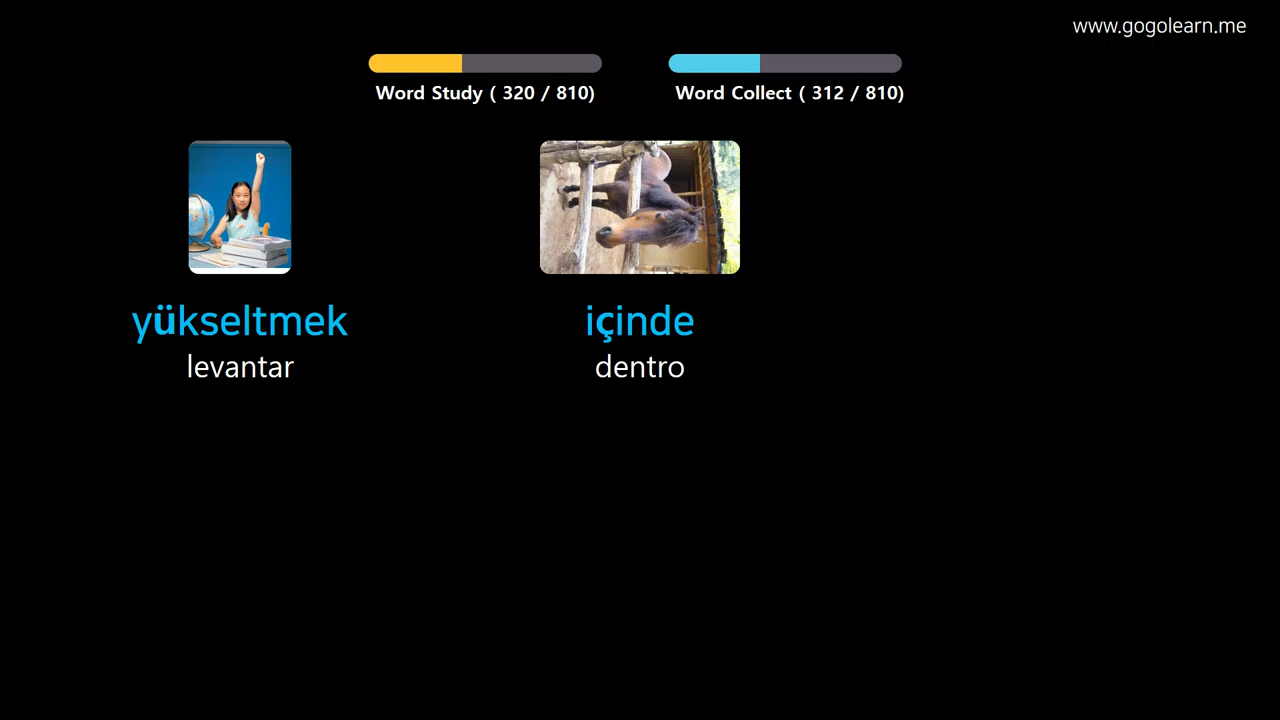 www.gogolearn.me
Word Study ( 320 / 810)
Word Collect ( 312 / 810)
yükseltmek
levantar
içinde
dentro